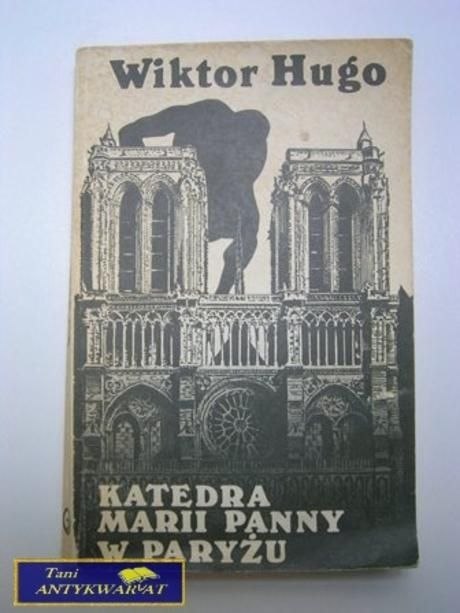 Wiktor Hugo
KATEDRA
MARII PANNY
W PARYŻU
Tani
ANTYKWARIAT